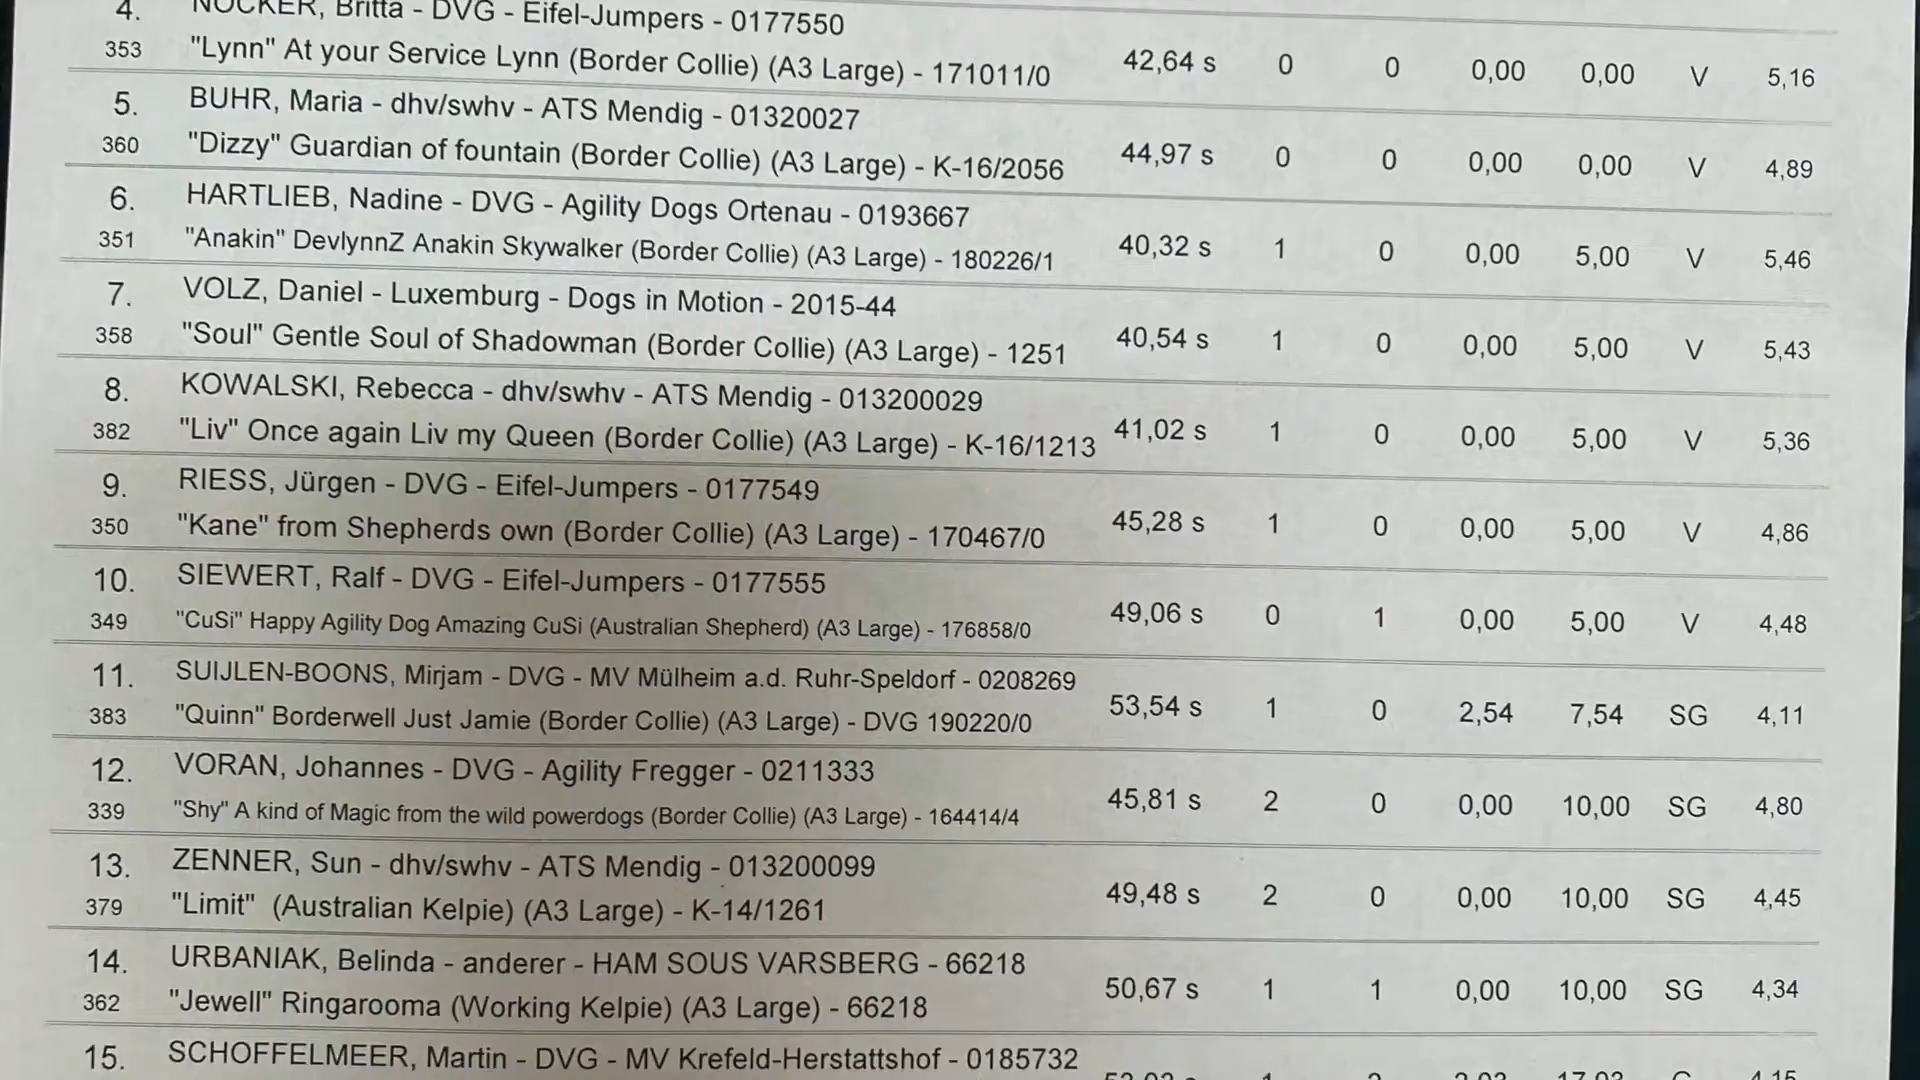 4. NOCKER, Britta - DVG - Eifel-Jumpers - 0177550
353 "Lynn" At your Service Lynn (Border Collie) (A3 Large) - 171011/0 42,64 s 0 0 0,00 0,00 V 5,16
5. BUHR, Maria - dhv/swhv - ATS Mendig - 01320027
360 "Dizzy" Guardian of fountain (Border Collie) (A3 Large) - K-16/2056 44,97 s 0 0 0,00 0,00 V 4,89
6. HARTLIEB, Nadine - DVG - Agility Dogs Ortenau - 0193667
351 "Anakin" DevlynnZ Anakin Skywalker (Border Collie) (A3 Large) - 180226/1 40,32 s 1 0 0,00 5,00 V 5,46
7. VOLZ, Daniel - Luxemburg - Dogs in Motion - 2015-44
358 "Soul" Gentle Soul of Shadowman (Border Collie) (A3 Large) - 1251 40,54 s 1 0 0,00 5,00 V 5,43
8. KOWALSKI, Rebecca - dhv/swhv - ATS Mendig - 013200029
382 "Liv" Once again Liv my Queen (Border Collie) (A3 Large) - K-16/1213 41,02 s 1 0 0,00 5,00 V 5,36
9. RIESS, Jürgen - DVG - Eifel-Jumpers - 0177549
350 "Kane" from Shepherds own (Border Collie) (A3 Large) - 170467/0 45,28 s 1 0 0,00 5,00 V 4,86
10. SIEWERT, Ralf - DVG - Eifel-Jumpers - 0177555
349 "CuSi" Happy Agility Dog Amazing CuSi (Australian Shepherd) (A3 Large) - 176858/0 49,06 s 0 1 0,00 5,00 V 4,48
11. SUIJLEN-BOONS, Mirjam - DVG - MV Mülheim a.d. Ruhr-Speldorf - 0208269
383 "Quinn" Borderwell Just Jamie (Border Collie) (A3 Large) - DVG 190220/0 53,54 s 1 0 2,54 7,54 SG 4,11
12. VORAN, Johannes - DVG - Agility Fregger - 0211333
339 "Shy" A kind of Magic from the wild powerdogs (Border Collie) (A3 Large) - 164414/4 45,81 s 2 0 0,00 10,00 SG 4,80
13. ZENNER, Sun - dhv/swhv - ATS Mendig - 013200099
379 "Limit" (Australian Kelpie) (A3 Large) - K-14/1261 49,48 s 2 0 0,00 10,00 SG 4,45
14. URBANIAK, Belinda - anderer - HAM SOUS VARSBERG - 66218
362 "Jewell" Ringarooma (Working Kelpie) (A3 Large) - 66218 50,67 s 1 1 0,00 10,00 SG 4,34
15. SCHOFFELMEER, Martin - DVG - MV Krefeld-Herstattshof - 0185732